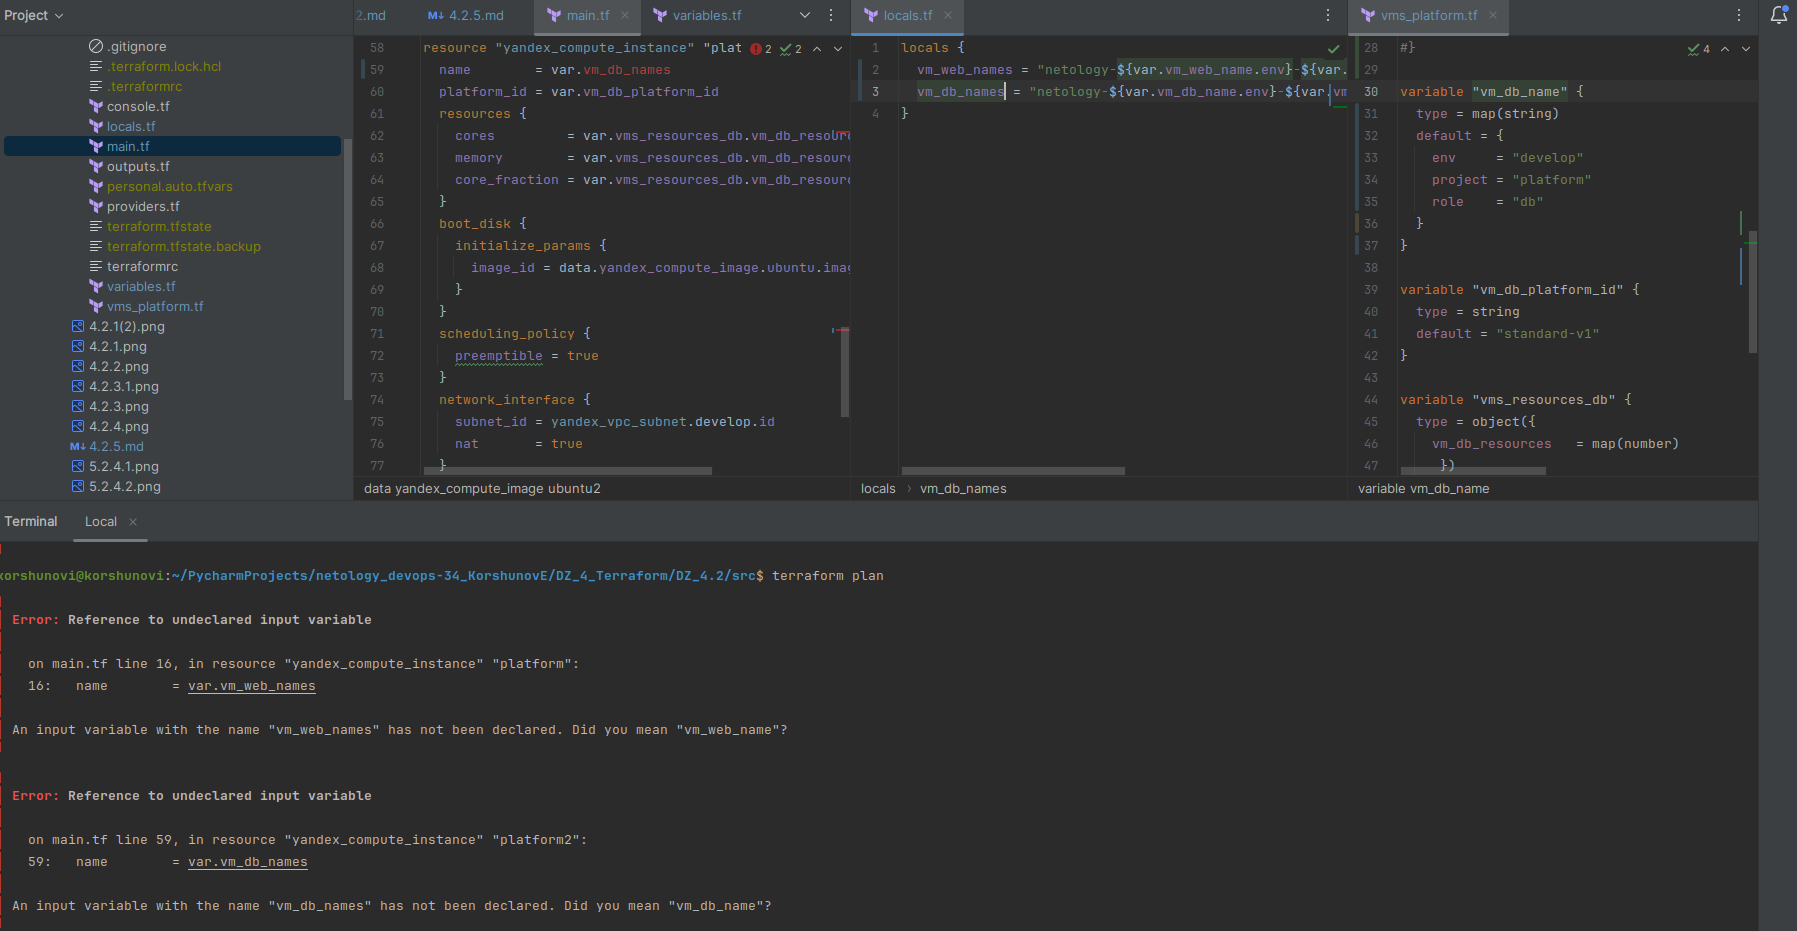 Project
.gitignore
.terraform.lock.hcl
.terraformrc
console.tf
locals.tf
main.tf
outputs.tf
personal.auto.tfvars
providers.tf
terraform.tfstate
terraform.tfstate.backup
terraformrc
variables.tf
vms_platform.tf
4.2.1(2).png
4.2.1.png
4.2.2.png
4.2.3.1.png
4.2.3.png
4.2.4.png
M↓ 4.2.5.md
5.2.4.1.png
5.2.4.2.png
2.md M↓ 4.2.5.md main.tf variables.tf
58 resource "yandex_compute_instance" "plat 2 2
59 name = var.vm_db_names
60 platform_id = var.vm_db_platform_id
61 resources {
62 cores = var.vms_resources_db.vm_db_resour
63 memory = var.vms_resources_db.vm_db_resour
64 core_fraction = var.vms_resources_db.vm_db_resour
65 }
66 boot_disk {
67 initialize_params {
68 image_id = data.yandex_compute_image.ubuntu.imag
69 }
70 }
71 scheduling_policy {
72 preemptible = true
73 }
74 network_interface {
75 subnet_id = yandex_vpc_subnet.develop.id
76 nat = true
77 }
data yandex_compute_image ubuntu2
locals.tf
1 locals {
2 vm_web_names = "netology-${var.vm_web_name.env}-${var.
3 vm_db_names = "netology-${var.vm_db_name.env}-${var.vm
4 }
locals › vm_db_names
vms_platform.tf
28 #} 4
29
30 variable "vm_db_name" {
31 type = map(string)
32 default = {
33 env = "develop"
34 project = "platform"
35 role = "db"
36 }
37 }
38
39 variable "vm_db_platform_id" {
40 type = string
41 default = "standard-v1"
42 }
43
44 variable "vms_resources_db" {
45 type = object({
46 vm_db_resources = map(number)
47 })
variable vm_db_name
Terminal Local
korshunovi@korshunovi:~/PycharmProjects/netology_devops-34_KorshunovE/DZ_4_Terraform/DZ_4.2/src$ terraform plan
Error: Reference to undeclared input variable
on main.tf line 16, in resource "yandex_compute_instance" "platform":
16: name = var.vm_web_names
An input variable with the name "vm_web_names" has not been declared. Did you mean "vm_web_name"?
Error: Reference to undeclared input variable
on main.tf line 59, in resource "yandex_compute_instance" "platform2":
59: name = var.vm_db_names
An input variable with the name "vm_db_names" has not been declared. Did you mean "vm_db_name"?